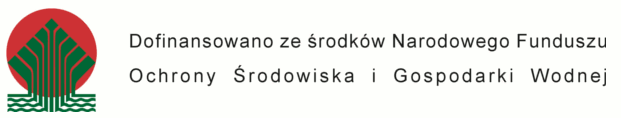 Dofinansowano ze środków Narodowego Funduszu
Ochrony Środowiska i Gospodarki Wodnej